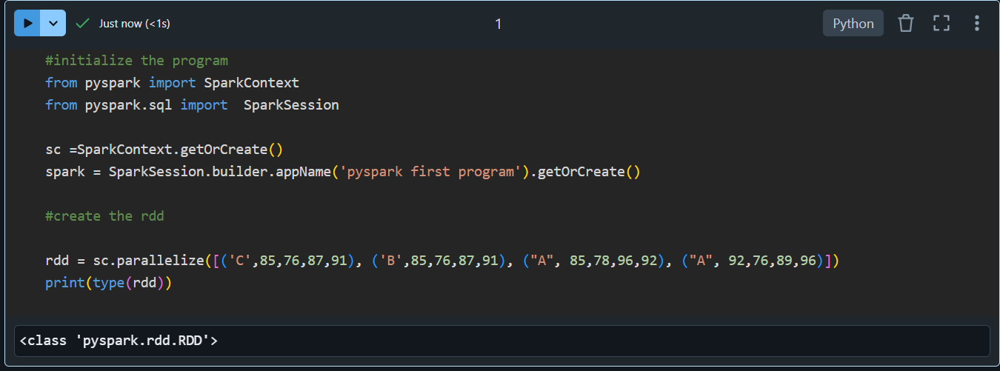 Just now (<1s)
1
Python
#initialize the program
from pyspark import SparkContext
from pyspark.sql import  SparkSession
sc =SparkContext.getOrCreate()
spark = SparkSession.builder.appName('pyspark first program').getOrCreate()
#create the rdd
rdd = sc.parallelize([('C',85,76,87,91), ('B',85,76,87,91), ("A", 85,78,96,92), ("A", 92,76,89,96)])
print(type(rdd))
<class 'pyspark.rdd.RDD'>